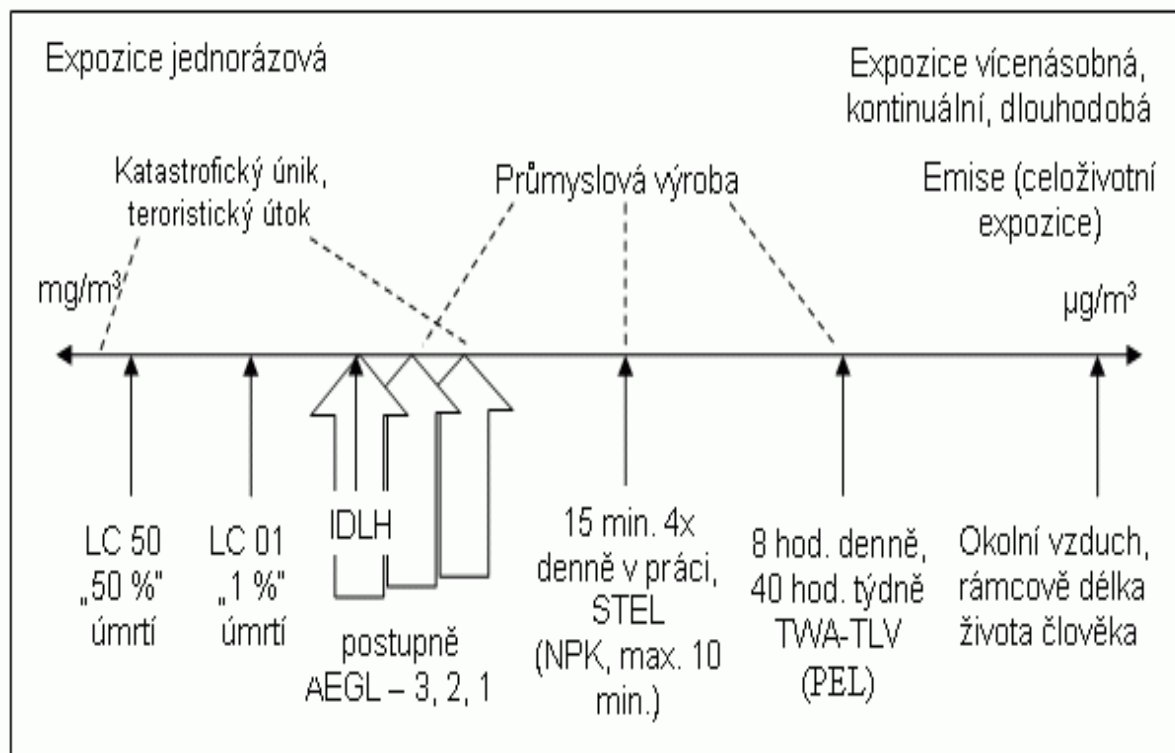 Expozice jednorázová
Expozice vícenásobná,
kontinuální, dlouhodobá
Katastrofický únik,
teroristický útok
Průmyslová výroba
Emise (celoživotní
expozice)
mg/m³
µg/m³
LC 50
„50 %"
úmrtí
LC 01
„1 %"
úmrtí
IDLH
postupně
AEGL – 3, 2, 1
15 min. 4x
denně v práci,
STEL
(NPK, max. 10
min.)
8 hod. denně,
40 hod. týdně
TWA-TLV
(PEL)
Okolní vzduch,
rámcově délka
života člověka